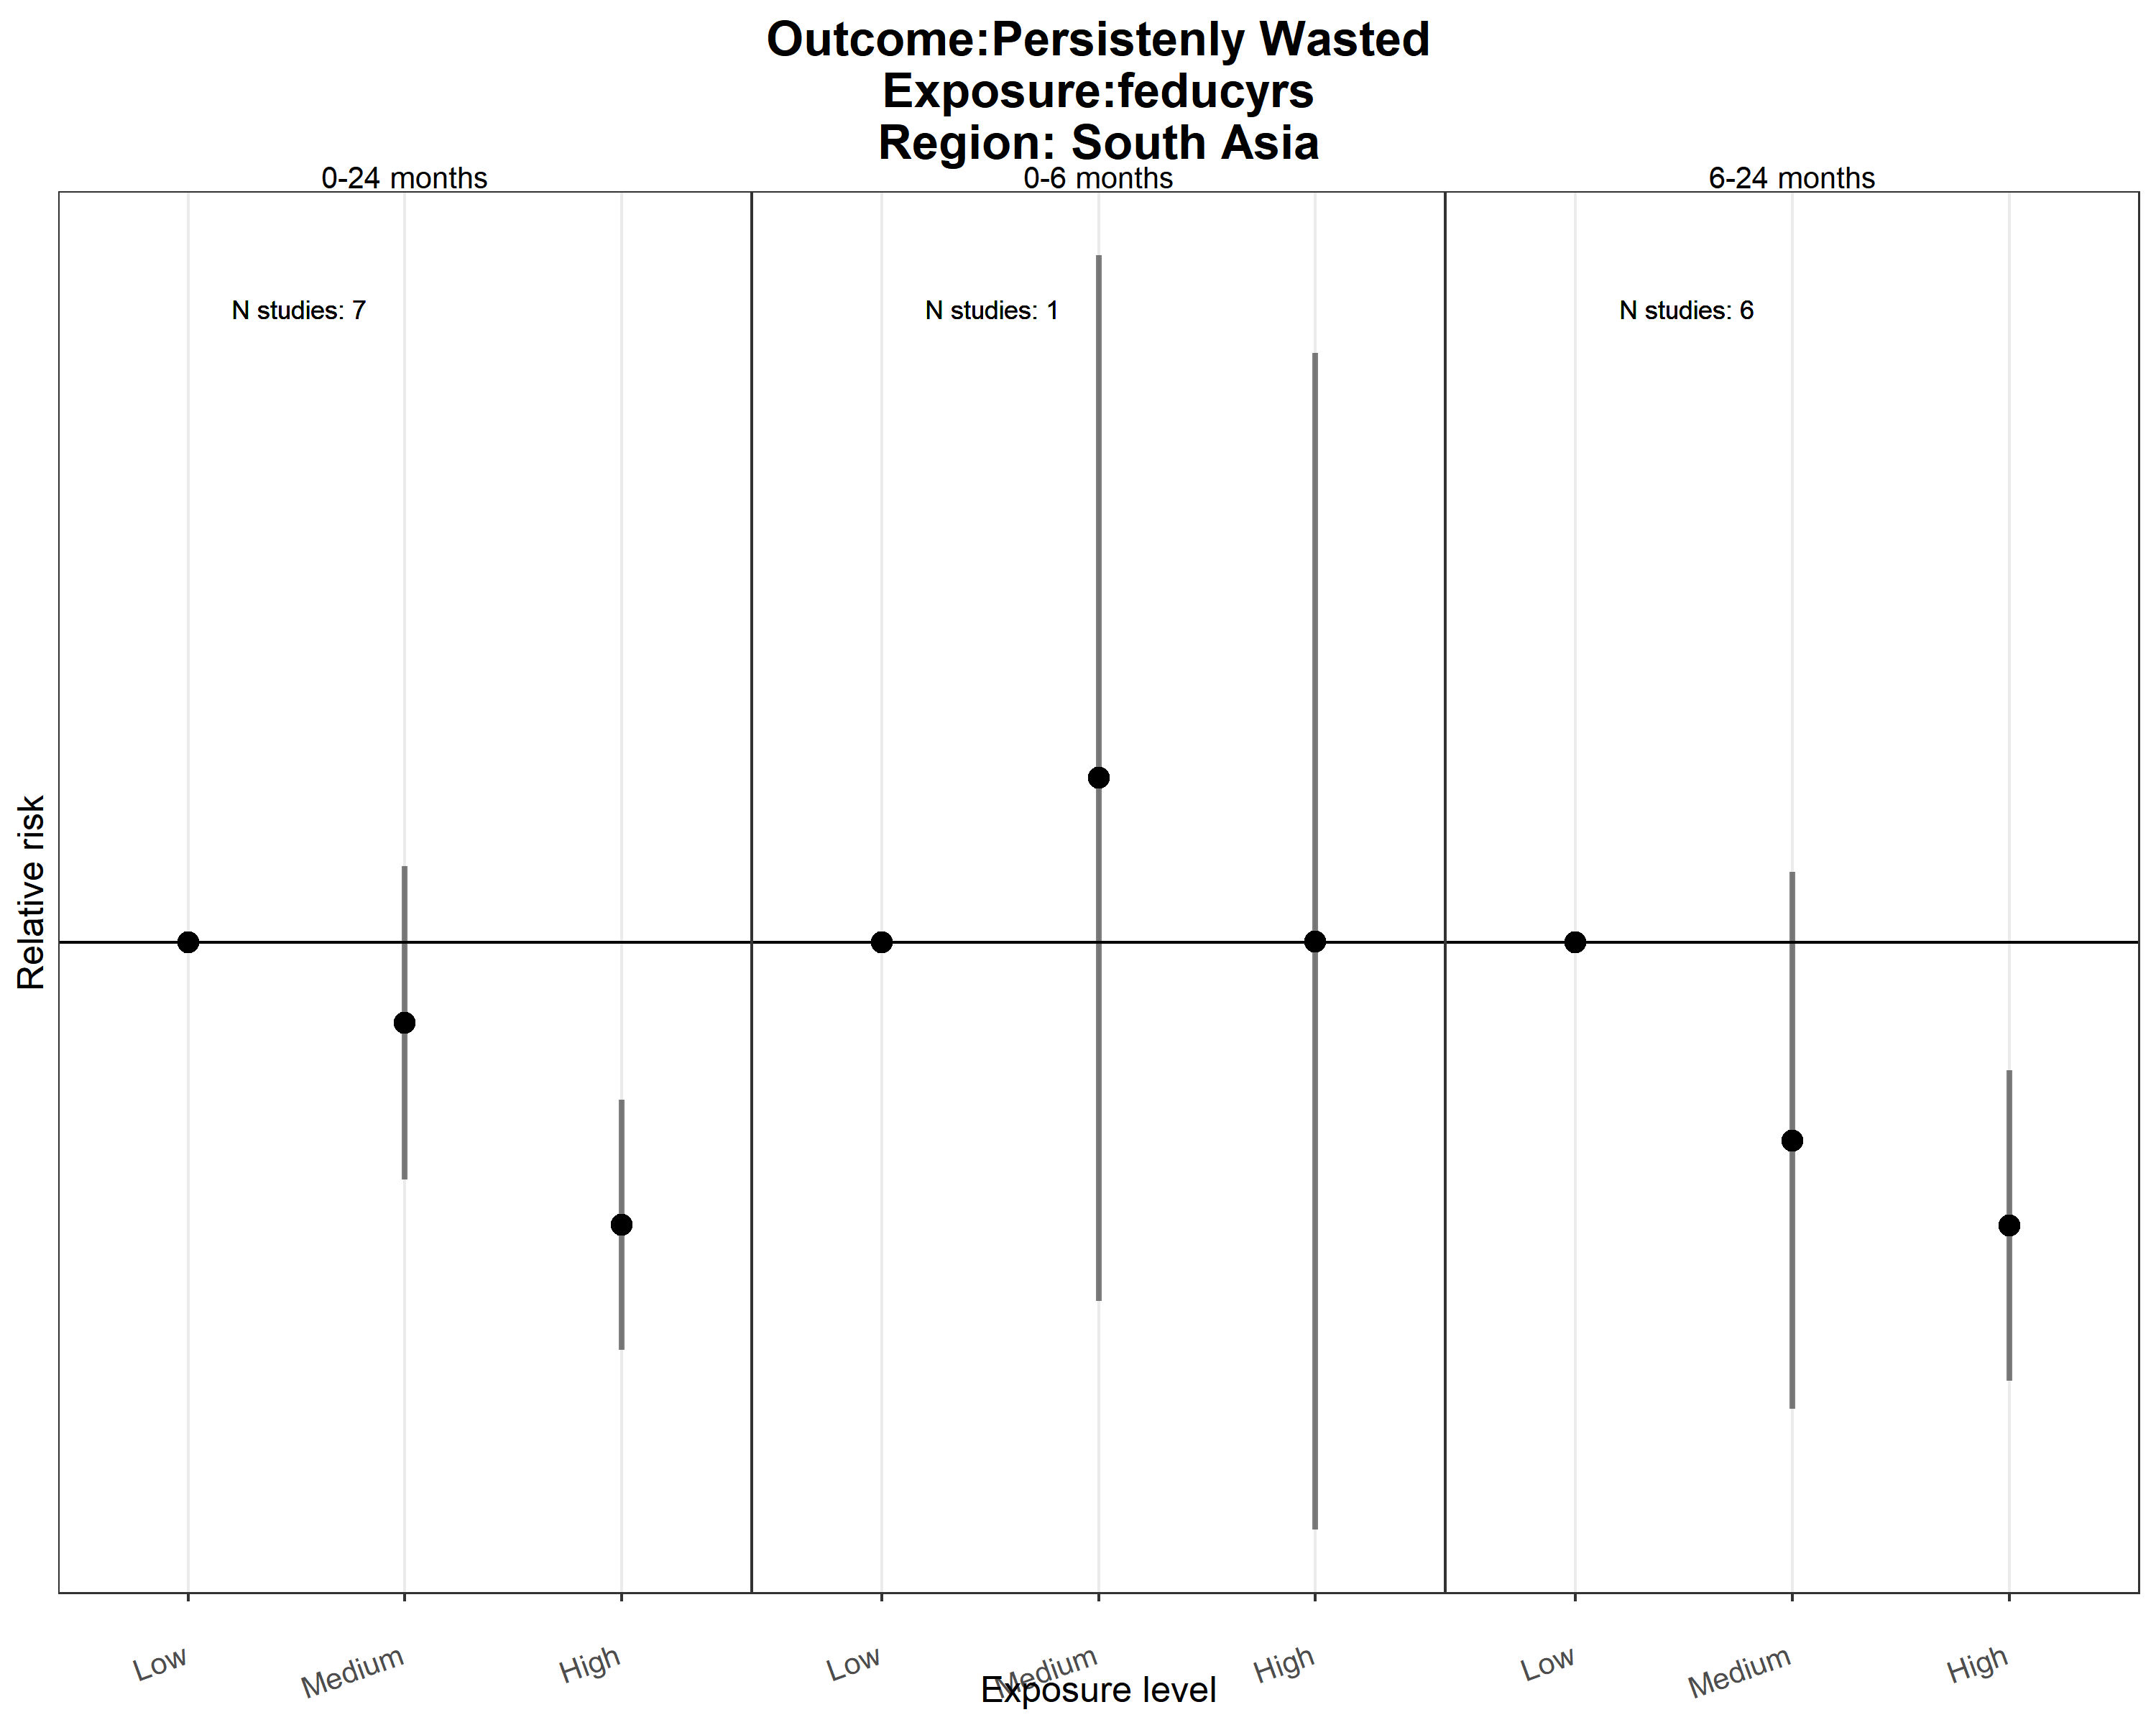 Outcome:Persistenly Wasted
Exposure:feducyrs
Region: South Asia
0-24 months
0-6 months
6-24 months
N studies: 7
N studies: 1
N studies: 6
Relative risk
Low
Medium
High
Low
Medium
High
Low
Medium
High
Exposure level